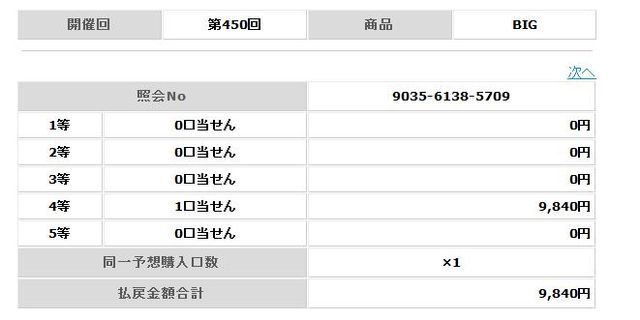 開催回 第450回 商品 BIG
次へ
照会No 9035-6138-5709
1等 0口当せん 0円
2等 0口当せん 0円
3等 0口当せん 0円
4等 1口当せん 9,840円
5等 0口当せん 0円
同一予想購入口数 ×1
払戻金額合計 9,840円